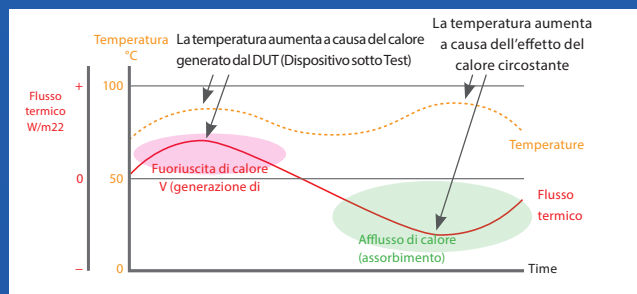 La temperatura aumenta
a causa dell'effetto del
calore circostante
Temperatura
°C
La temperatura aumenta a causa del calore
generato dal DUT (Dispositivo sotto Test)
+
100
Flusso
termico
W/m22
Temperature
Fuoriuscita di calore
V (generazione di
0
50
Flusso
termico
Afflusso di calore
(assorbimento)
–
0
Time